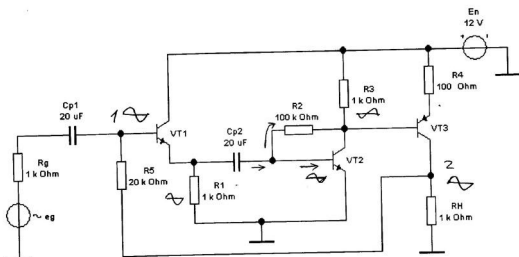 En
12 V
R3
1 k Ohm
R4
100 Ohm
Cp1
20 uF
1
VT1
Cp2
20 uF
R2
100 k Ohm
VT3
VT2
Rg
1 k Ohm
R5
20 k Ohm
R1
1 k Ohm
2
RH
1 k Ohm
~ eg